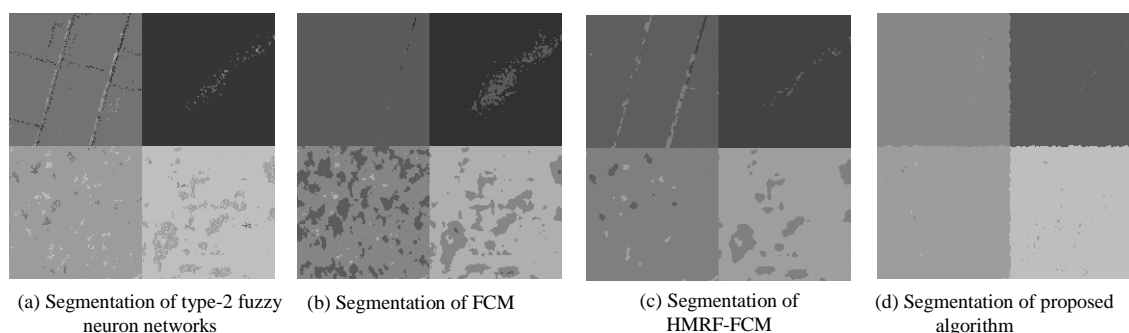 (a) Segmentation of type-2 fuzzy
neuron networks
(b) Segmentation of FCM
(c) Segmentation of
HMRF-FCM
(d) Segmentation of proposed
algorithm